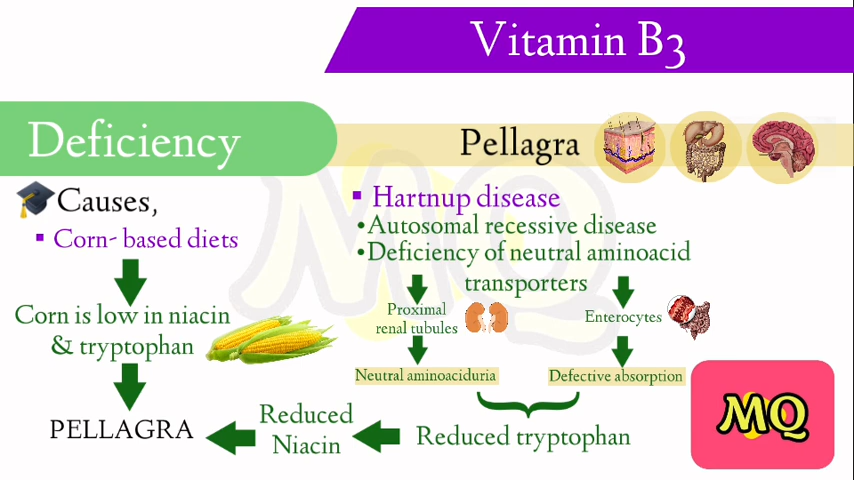 Vitamin B3
Deficiency
Pellagra
Causes,
▪ Corn- based diets
Corn is low in niacin
& tryptophan
PELLAGRA
▪ Hartnup disease
•Autosomal recessive disease
•Deficiency of neutral aminoacid
transporters
Proximal
renal tubules
Enterocytes
Neutral aminoaciduria
Defective absorption
Reduced tryptophan
Reduced
Niacin
MQ
MQ